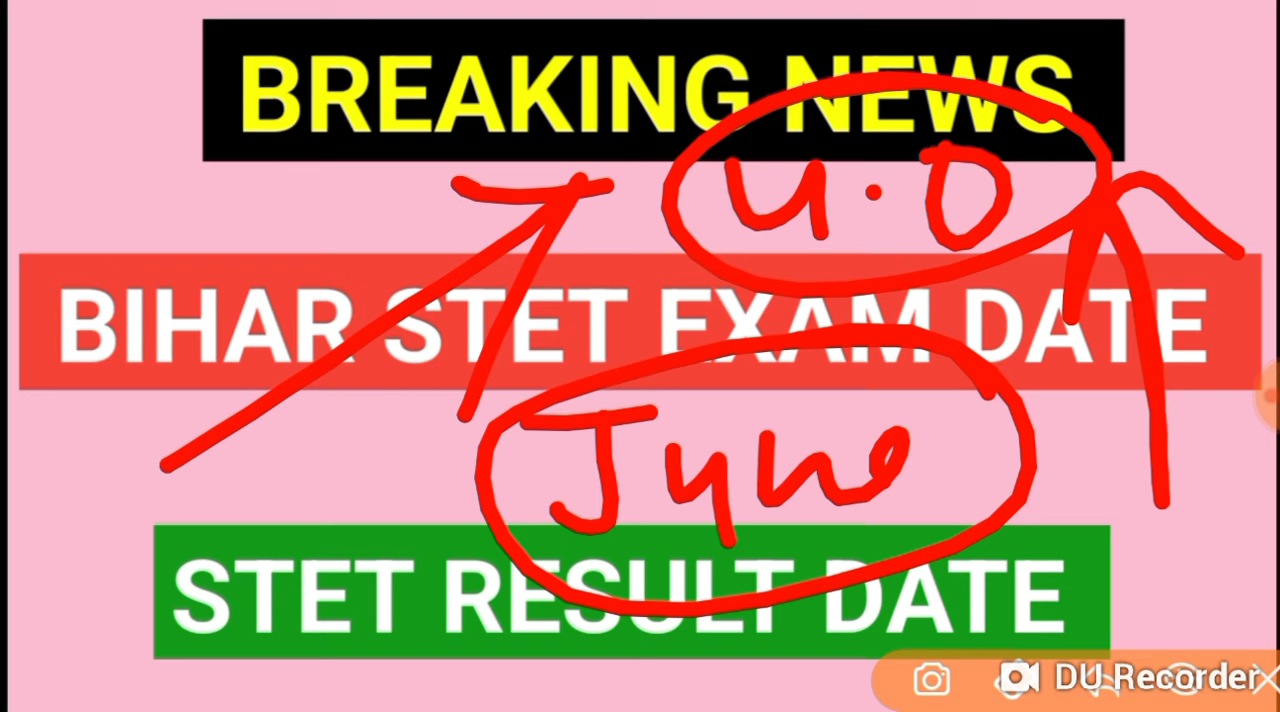 BREAKING NEWS
4.0
BIHAR STET EXAM DATE
June
STET RESULT DATE
DU Recorder